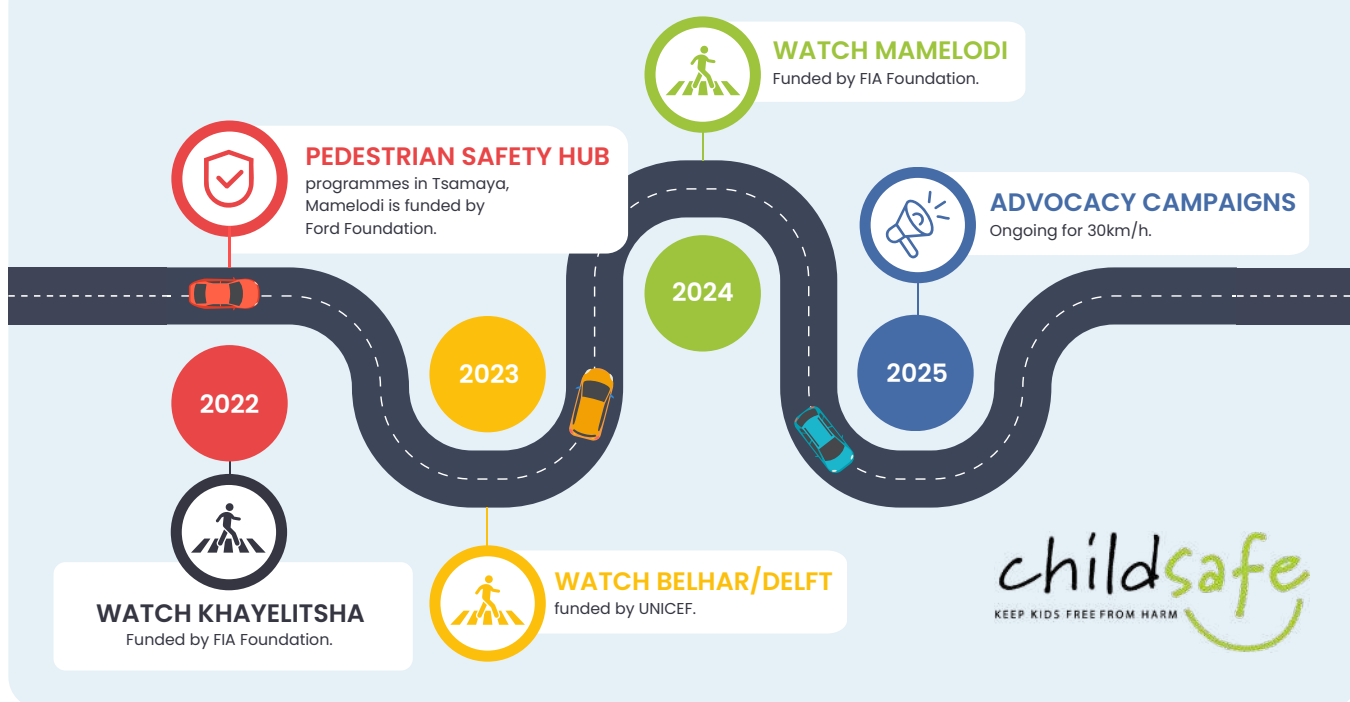 PEDESTRIAN SAFETY HUB
programmes in Tsamaya,
Mamelodi is funded by
Ford Foundation.
2022
WATCH KHAYELITSHA
Funded by FIA Foundation.
2023
WATCH BELHAR/DELFT
funded by UNICEF.
WATCH MAMELODI
Funded by FIA Foundation.
2024
ADVOCACY CAMPAIGNS
Ongoing for 30km/h.
2025
childsafe
KEEP KIDS FREE FROM HARM